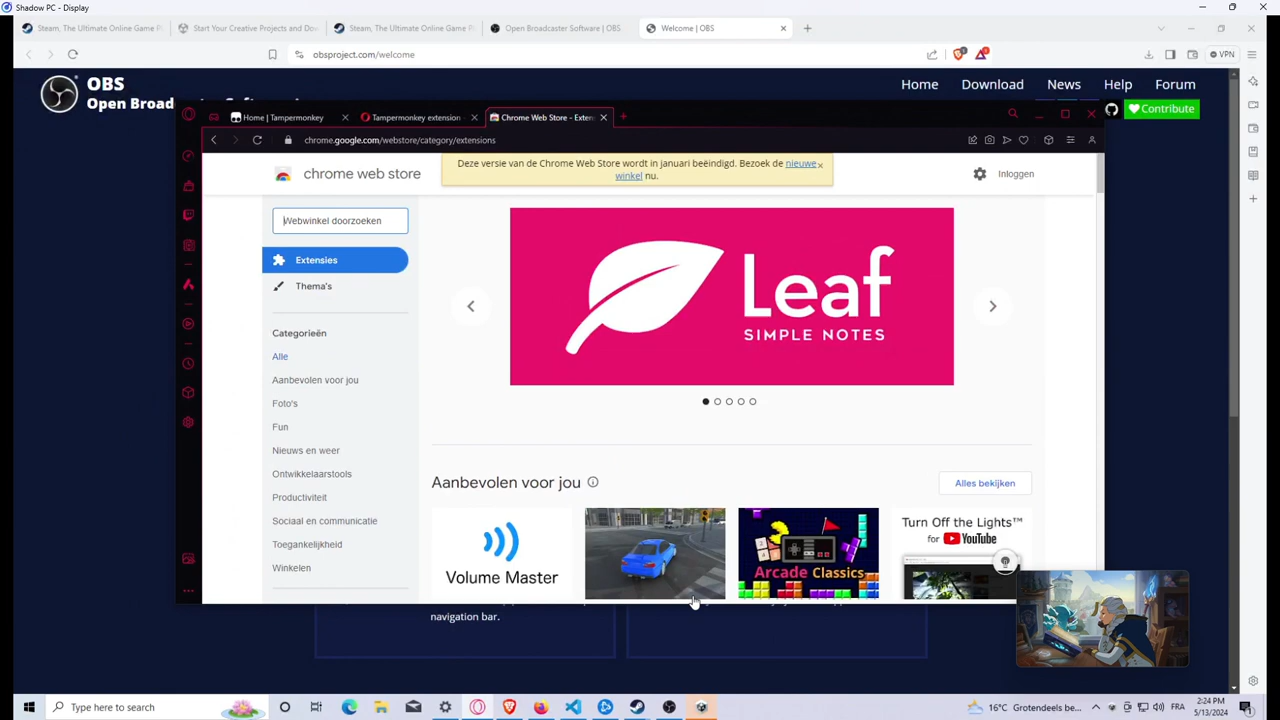 Shadow PC - Display
Steam, The Ultimate Online Game P
Start Your Creative Projects and Dow
Steam, The Ultimate Online Game P
Open Broadcaster Software | OBS
Welcome | OBS
obsproject.com/welcome
VPN
OBS
Open Broad
Home
Download
News
Help
Forum
Contribute
Home | Tampermonkey
Tampermonkey extension -
Chrome Web Store - Exten
chrome.google.com/webstore/category/extensions
Deze versie van de Chrome Web Store wordt in januari beëindigd. Bezoek de nieuwe
winkel nu.
chrome web store
Inloggen
Webwinkel doorzoeken
Extensies
Thema's
Categorieën
Alle
Aanbevolen voor jou
Foto's
Fun
Nieuws en weer
Ontwikkelaarstools
Productiviteit
Sociaal en communicatie
Toegankelijkheid
Winkelen
Leaf
SIMPLE NOTES
Aanbevolen voor jou
Alles bekijken
Volume Master
Arcade Classics
Turn Off the Lights™
for YouTube
navigation bar.
Type here to search
16°C Grotendeels be...
FRA
2:24 PM
5/13/2024